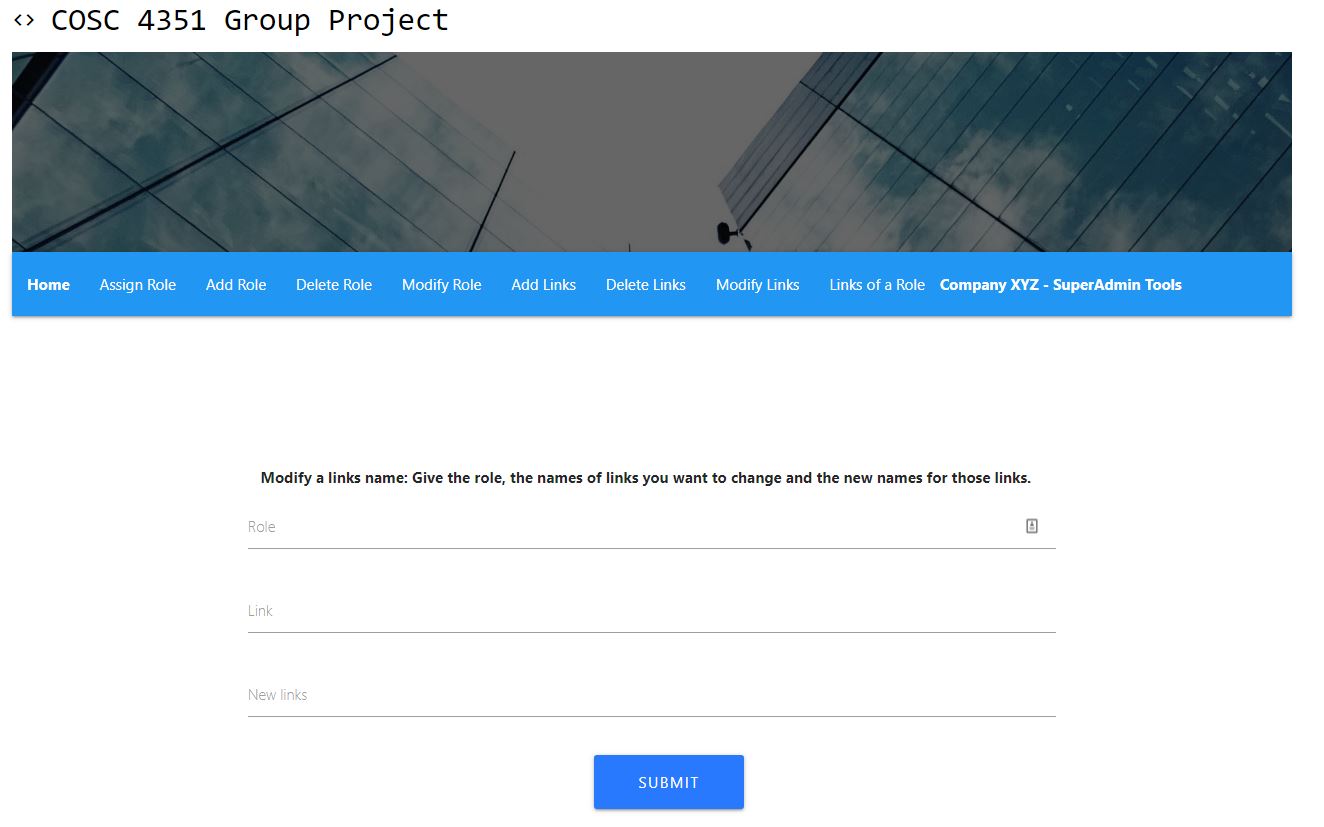 <> COSC 4351 Group Project
Home Assign Role Add Role Delete Role Modify Role Add Links Delete Links Modify Links Links of a Role Company XYZ - SuperAdmin Tools
Modify a links name: Give the role, the names of links you want to change and the new names for those links.
Role
Link
New links
SUBMIT